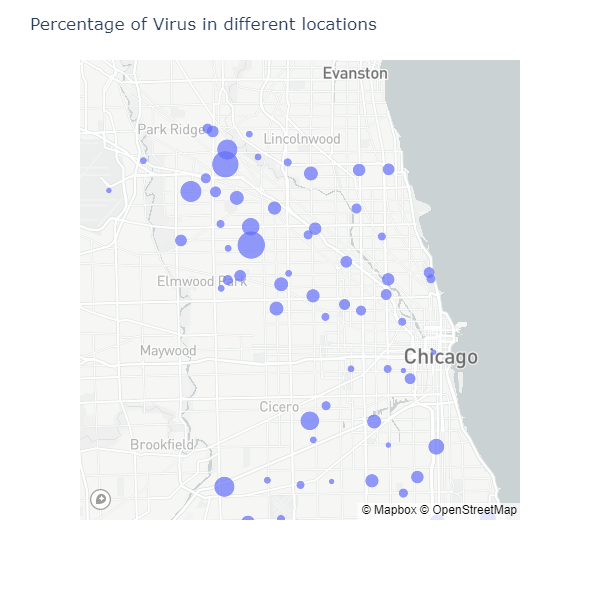 Percentage of Virus in different locations
Evanston
Park Ridge
Lincolnwood
Elmwood Park
Maywood
Chicago
Cicero
Brookfield
© Mapbox © OpenStreetMap